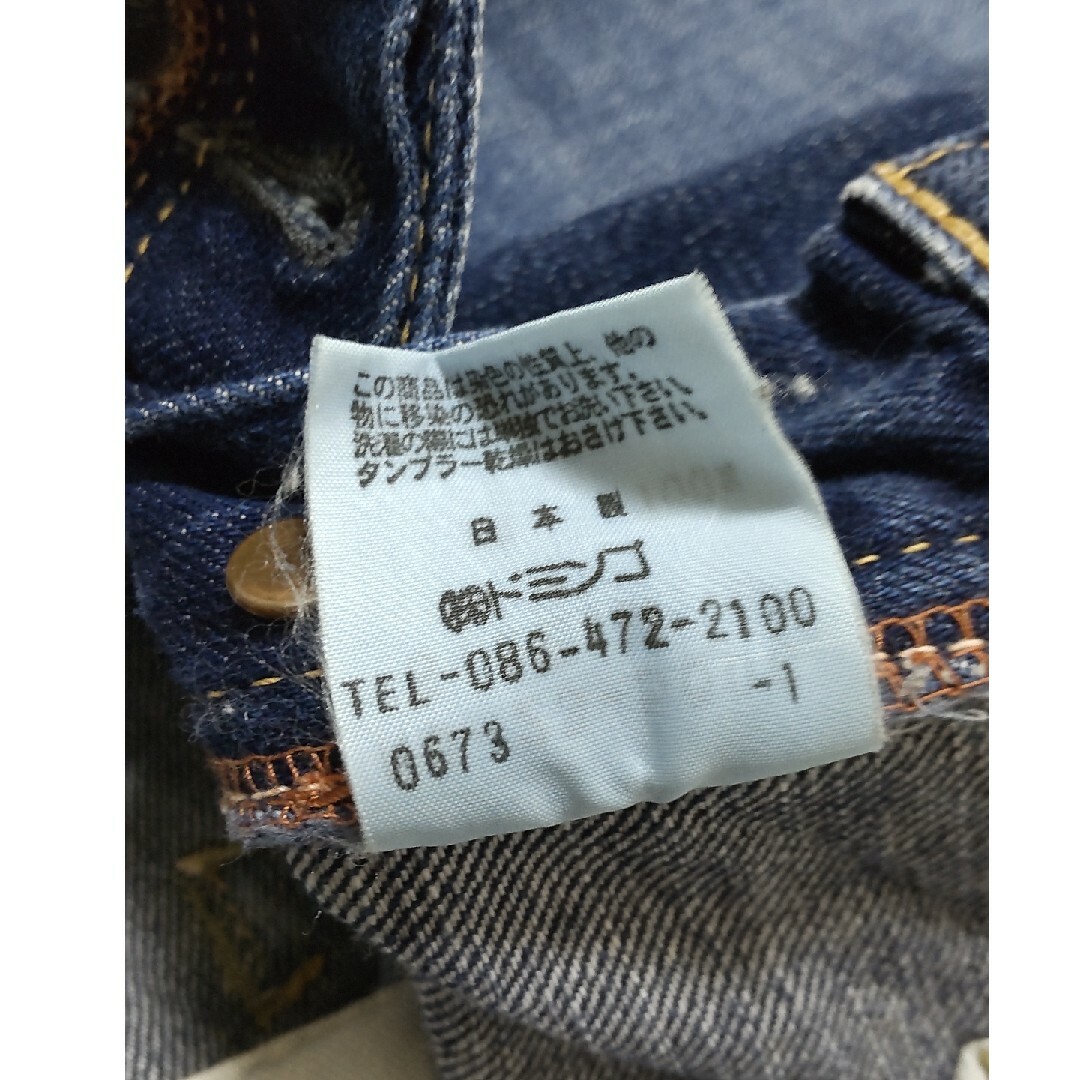 この商品は染色の性質上、他の
物に移染の恐れがあります。
洗濯の際には単独でお洗い下さい。
タンブラー乾燥はおさけ下さい。
日本製
㈱ドミンゴ
TEL-086-472-2100
-1
0673